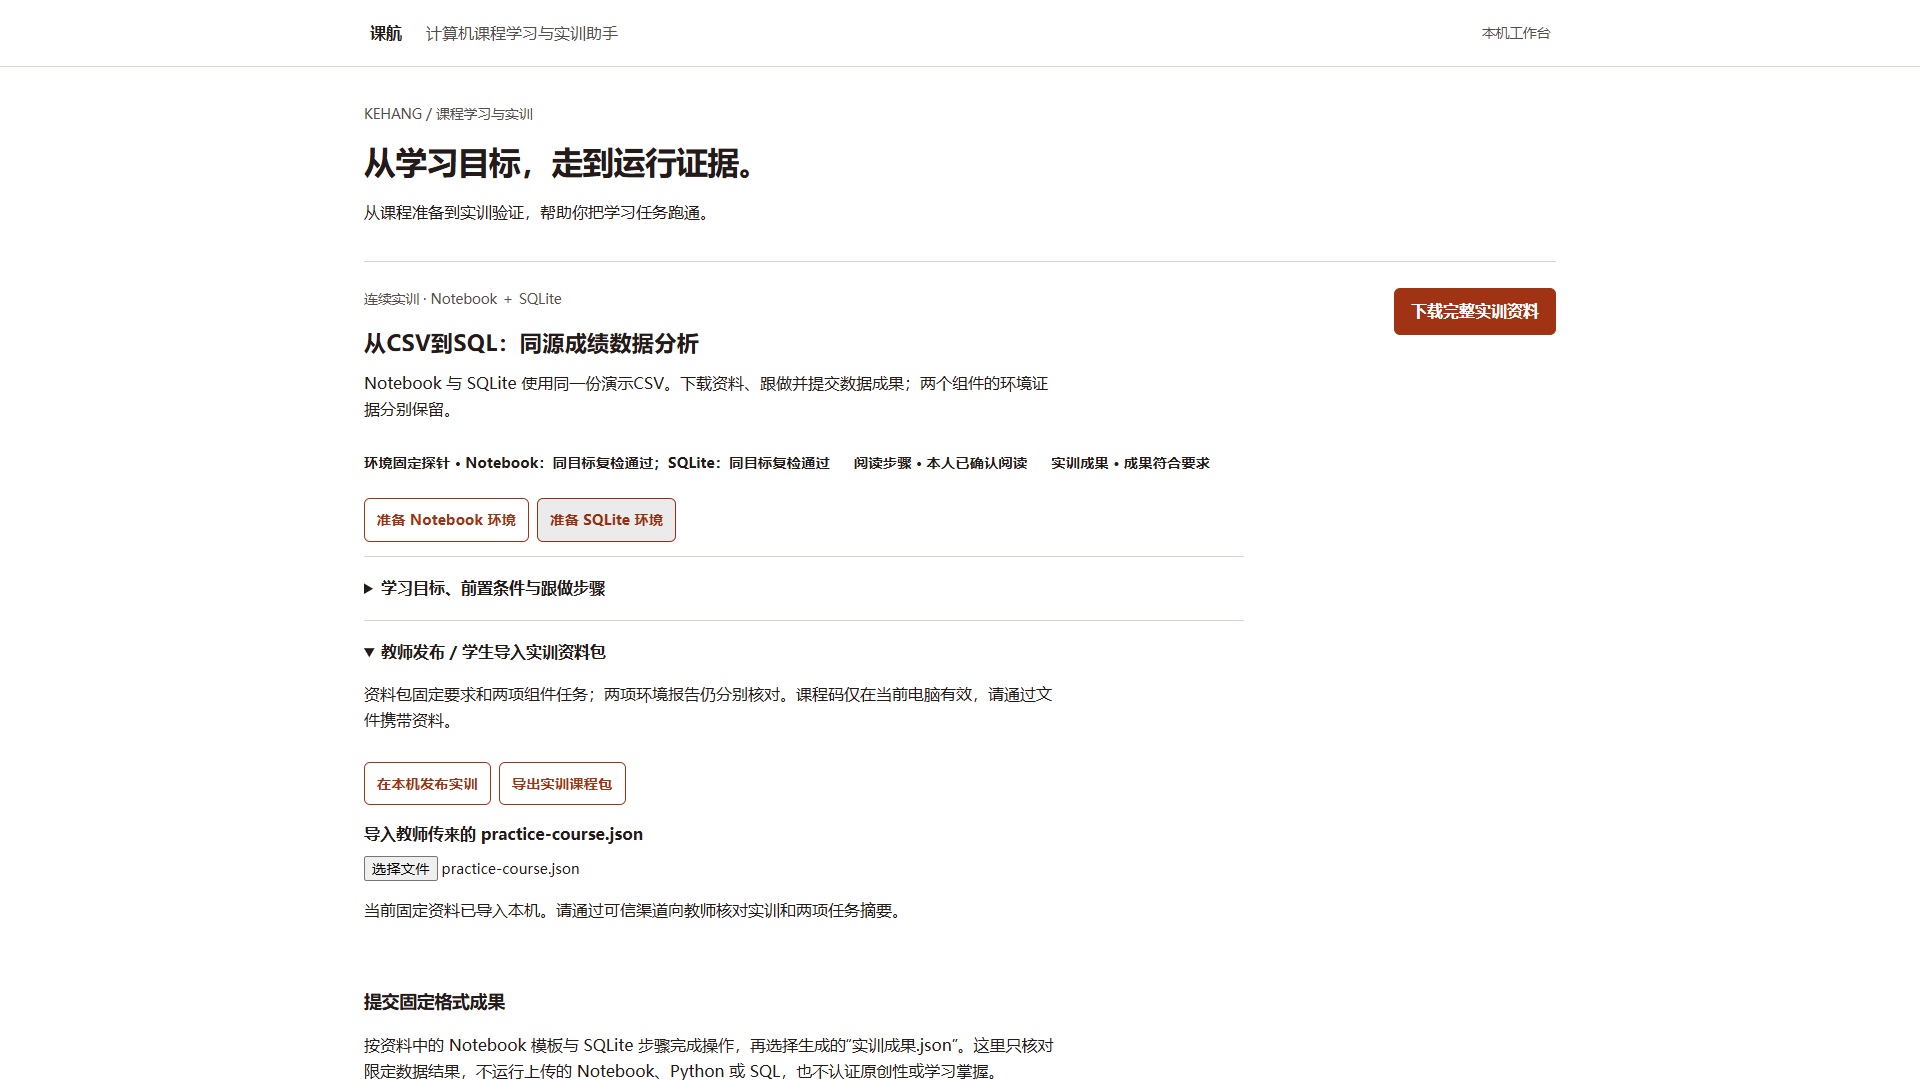 课航
计算机课程学习与实训助手
本机工作台
KEHANG / 课程学习与实训
从学习目标，走到运行证据。
从课程准备到实训验证，帮助你把学习任务跑通。
连续实训 · Notebook ＋ SQLite
下载完整实训资料
从CSV到SQL：同源成绩数据分析
Notebook 与 SQLite 使用同一份演示CSV。下载资料、跟做并提交数据成果；两个组件的环境证
据分别保留。
环境固定探针 • Notebook：同目标复检通过；SQLite：同目标复检通过 阅读步骤 • 本人已确认阅读 实训成果 • 成果符合要求
准备 Notebook 环境 准备 SQLite 环境
▶ 学习目标、前置条件与跟做步骤
▼ 教师发布 / 学生导入实训资料包
资料包固定要求和两项组件任务；两项环境报告仍分别核对。课程码仅在当前电脑有效，请通过文
件携带资料。
在本机发布实训 导出实训课程包
导入教师传来的 practice-course.json
选择文件 practice-course.json
当前固定资料已导入本机。请通过可信渠道向教师核对实训和两项任务摘要。
提交固定格式成果
按资料中的 Notebook 模板与 SQLite 步骤完成操作，再选择生成的“实训成果.json”。这里只核对
限定数据结果，不运行上传的 Notebook、Python 或 SQL，也不认证原创性或学习掌握。